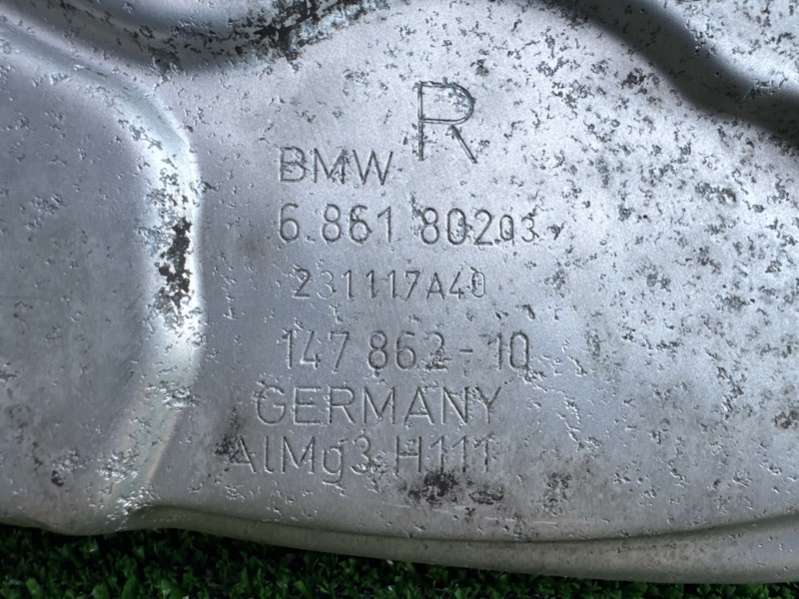 R
BMW
6.861 802 03
231117A40
147 862-10
GERMANY
AlMg3 H111